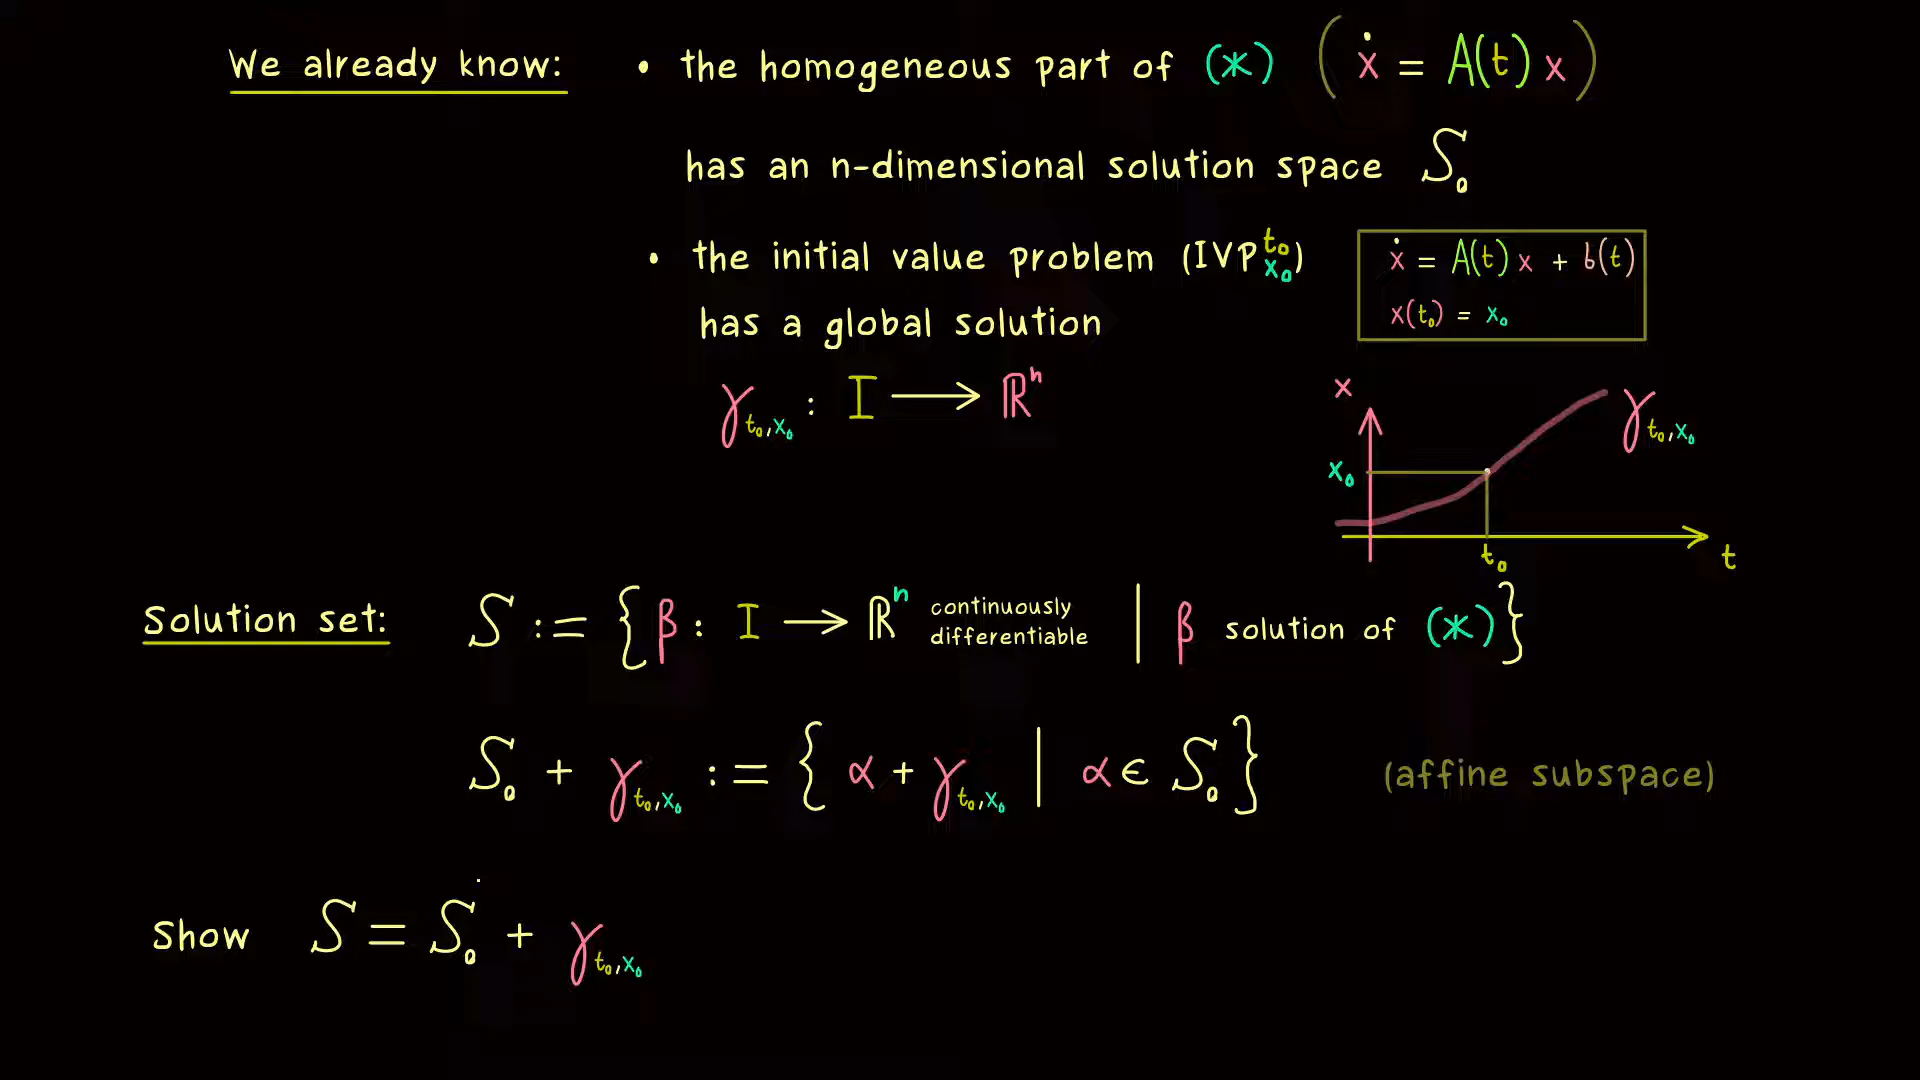 We already know: • the homogeneous part of (*) ( ẋ = A(t) x )
has an n-dimensional solution space S₀
• the initial value problem (IVP^{t₀}_{x₀})
has a global solution
ẋ = A(t) x + b(t)
x(t₀) = x₀
γ_{t₀,x₀} : I ⟶ ℝⁿ
x
γ_{t₀,x₀}
x₀
t₀
t
Solution set: S := { β : I ⟶ ℝⁿ continuously differentiable | β solution of (*) }
S₀ + γ_{t₀,x₀} := { α + γ_{t₀,x₀} | α ∈ S₀ } (affine subspace)
Show S = S₀ + γ_{t₀,x₀}